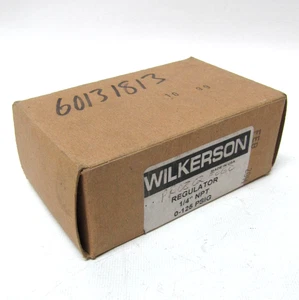 60131813
WILKERSON
REGULATOR
1/4" NPT
0-125 PSIG